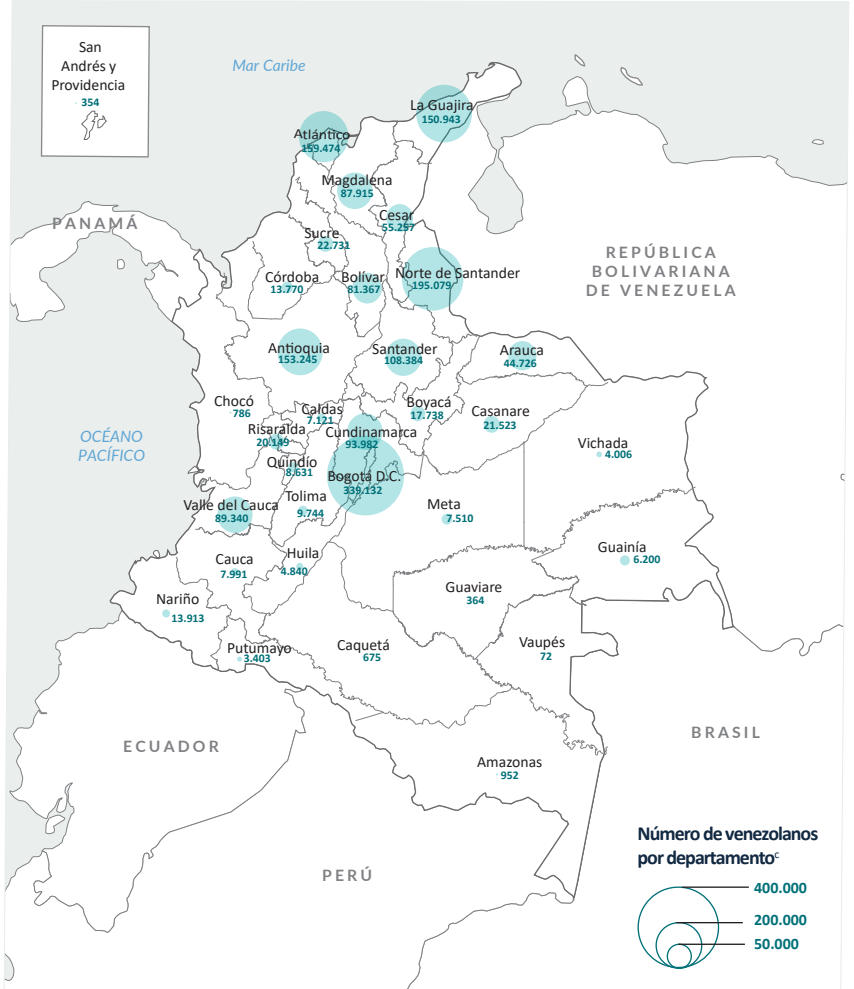 San
Andrés y
Providencia
354
Mar Caribe
La Guajira
150.943
Atlántico
159.474
Magdalena
87.915
Cesar
55.257
PANAMÁ
Sucre
22.731
REPÚBLICA
BOLIVARIANA
DE VENEZUELA
Córdoba
13.770
Bolívar
81.367
Norte de Santander
195.079
Antioquia
153.245
Santander
108.384
Arauca
44.726
Chocó
786
Caldas
7.121
Boyacá
17.738
Casanare
21.523
OCÉANO
PACÍFICO
Risaralda
20.149
Cundinamarca
93.982
Vichada
4.006
Quindío
8.631
Bogotá D.C.
339.132
Valle del Cauca
89.340
Tolima
9.744
Meta
7.510
Cauca
7.991
Huila
4.840
Guainía
6.200
Nariño
13.913
Guaviare
364
Putumayo
3.403
Caquetá
675
Vaupés
72
ECUADOR
BRASIL
Amazonas
952
PERÚ
Número de venezolanos
por departamentoᶜ
400.000
200.000
50.000